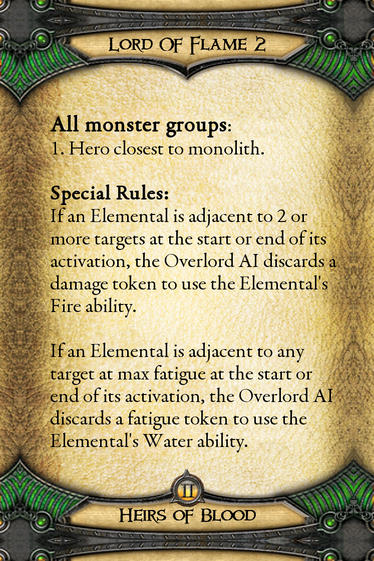 Lord Of Flame 2
All monster groups:
1. Hero closest to monolith.
Special Rules:
If an Elemental is adjacent to 2 or
more targets at the start or end of its
activation, the Overlord AI discards a
damage token to use the Elemental's
Fire ability.
If an Elemental is adjacent to any
target at max fatigue at the start or
end of its activation, the Overlord AI
discards a fatigue token to use the
Elemental's Water ability.
II
Heirs of Blood